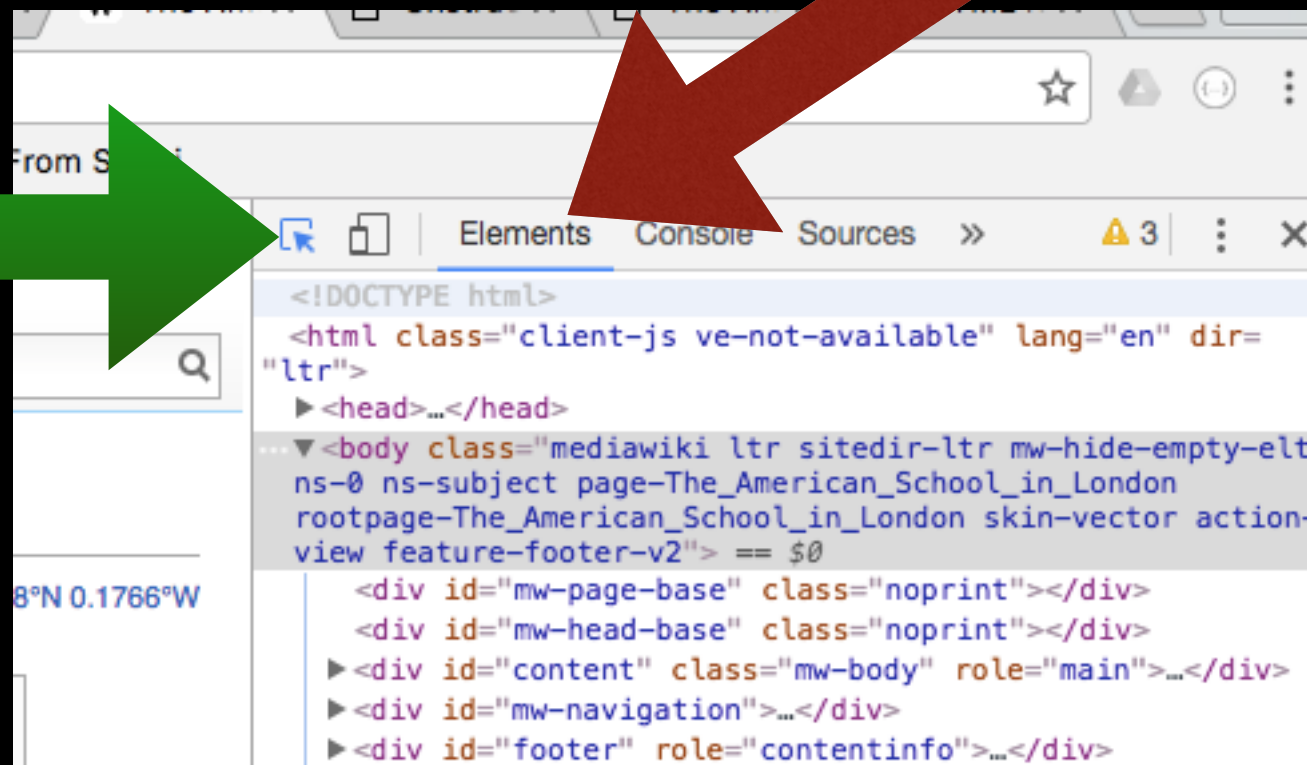 From S
Elements Console Sources » 3
<!DOCTYPE html>
<html class="client-js ve-not-available" lang="en" dir=
"ltr">
▶<head>…</head>
…▼<body class="mediawiki ltr sitedir-ltr mw-hide-empty-elt
ns-0 ns-subject page-The_American_School_in_London
rootpage-The_American_School_in_London skin-vector action-
view feature-footer-v2"> == $0
8°N 0.1766°W
<div id="mw-page-base" class="noprint"></div>
<div id="mw-head-base" class="noprint"></div>
▶<div id="content" class="mw-body" role="main">…</div>
▶<div id="mw-navigation">…</div>
▶<div id="footer" role="contentinfo">…</div>